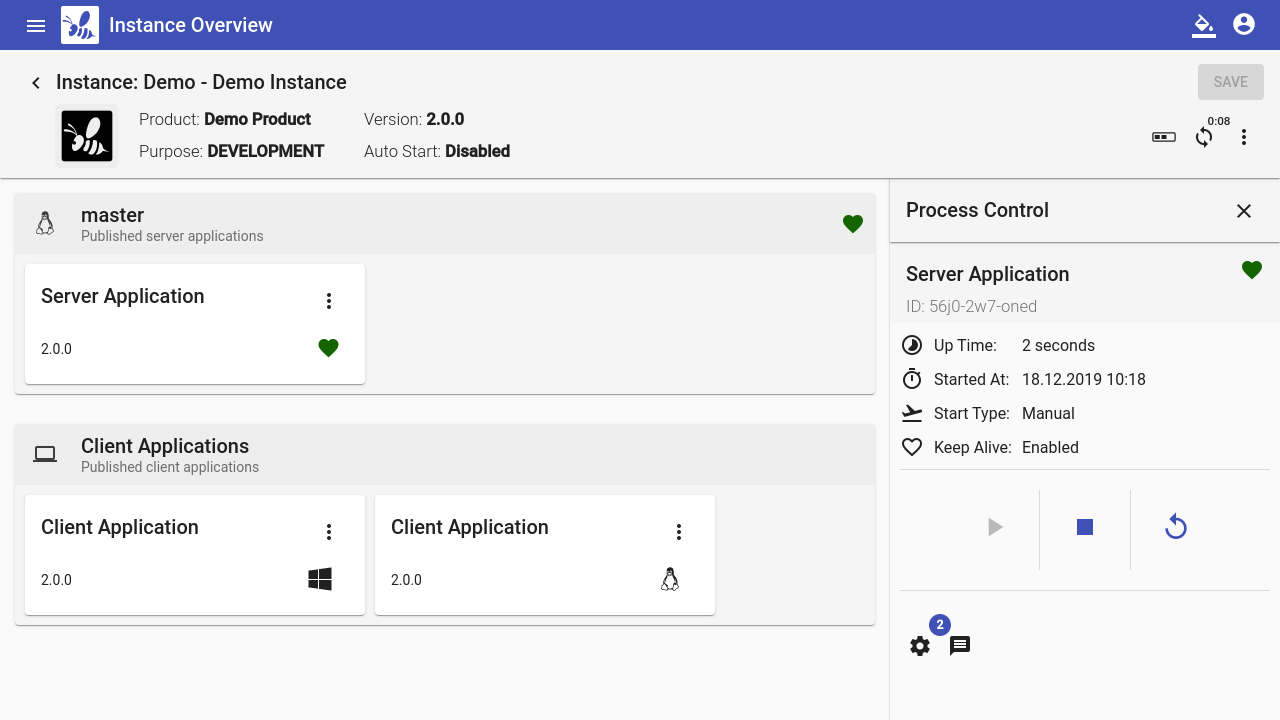 Instance Overview
Instance: Demo - Demo Instance
SAVE
Product: Demo Product
Version: 2.0.0
Purpose: DEVELOPMENT
Auto Start: Disabled
0:08
master
Published server applications
Server Application
2.0.0
Client Applications
Published client applications
Client Application
2.0.0
Client Application
2.0.0
Process Control
Server Application
ID: 56j0-2w7-oned
Up Time: 2 seconds
Started At: 18.12.2019 10:18
Start Type: Manual
Keep Alive: Enabled
2